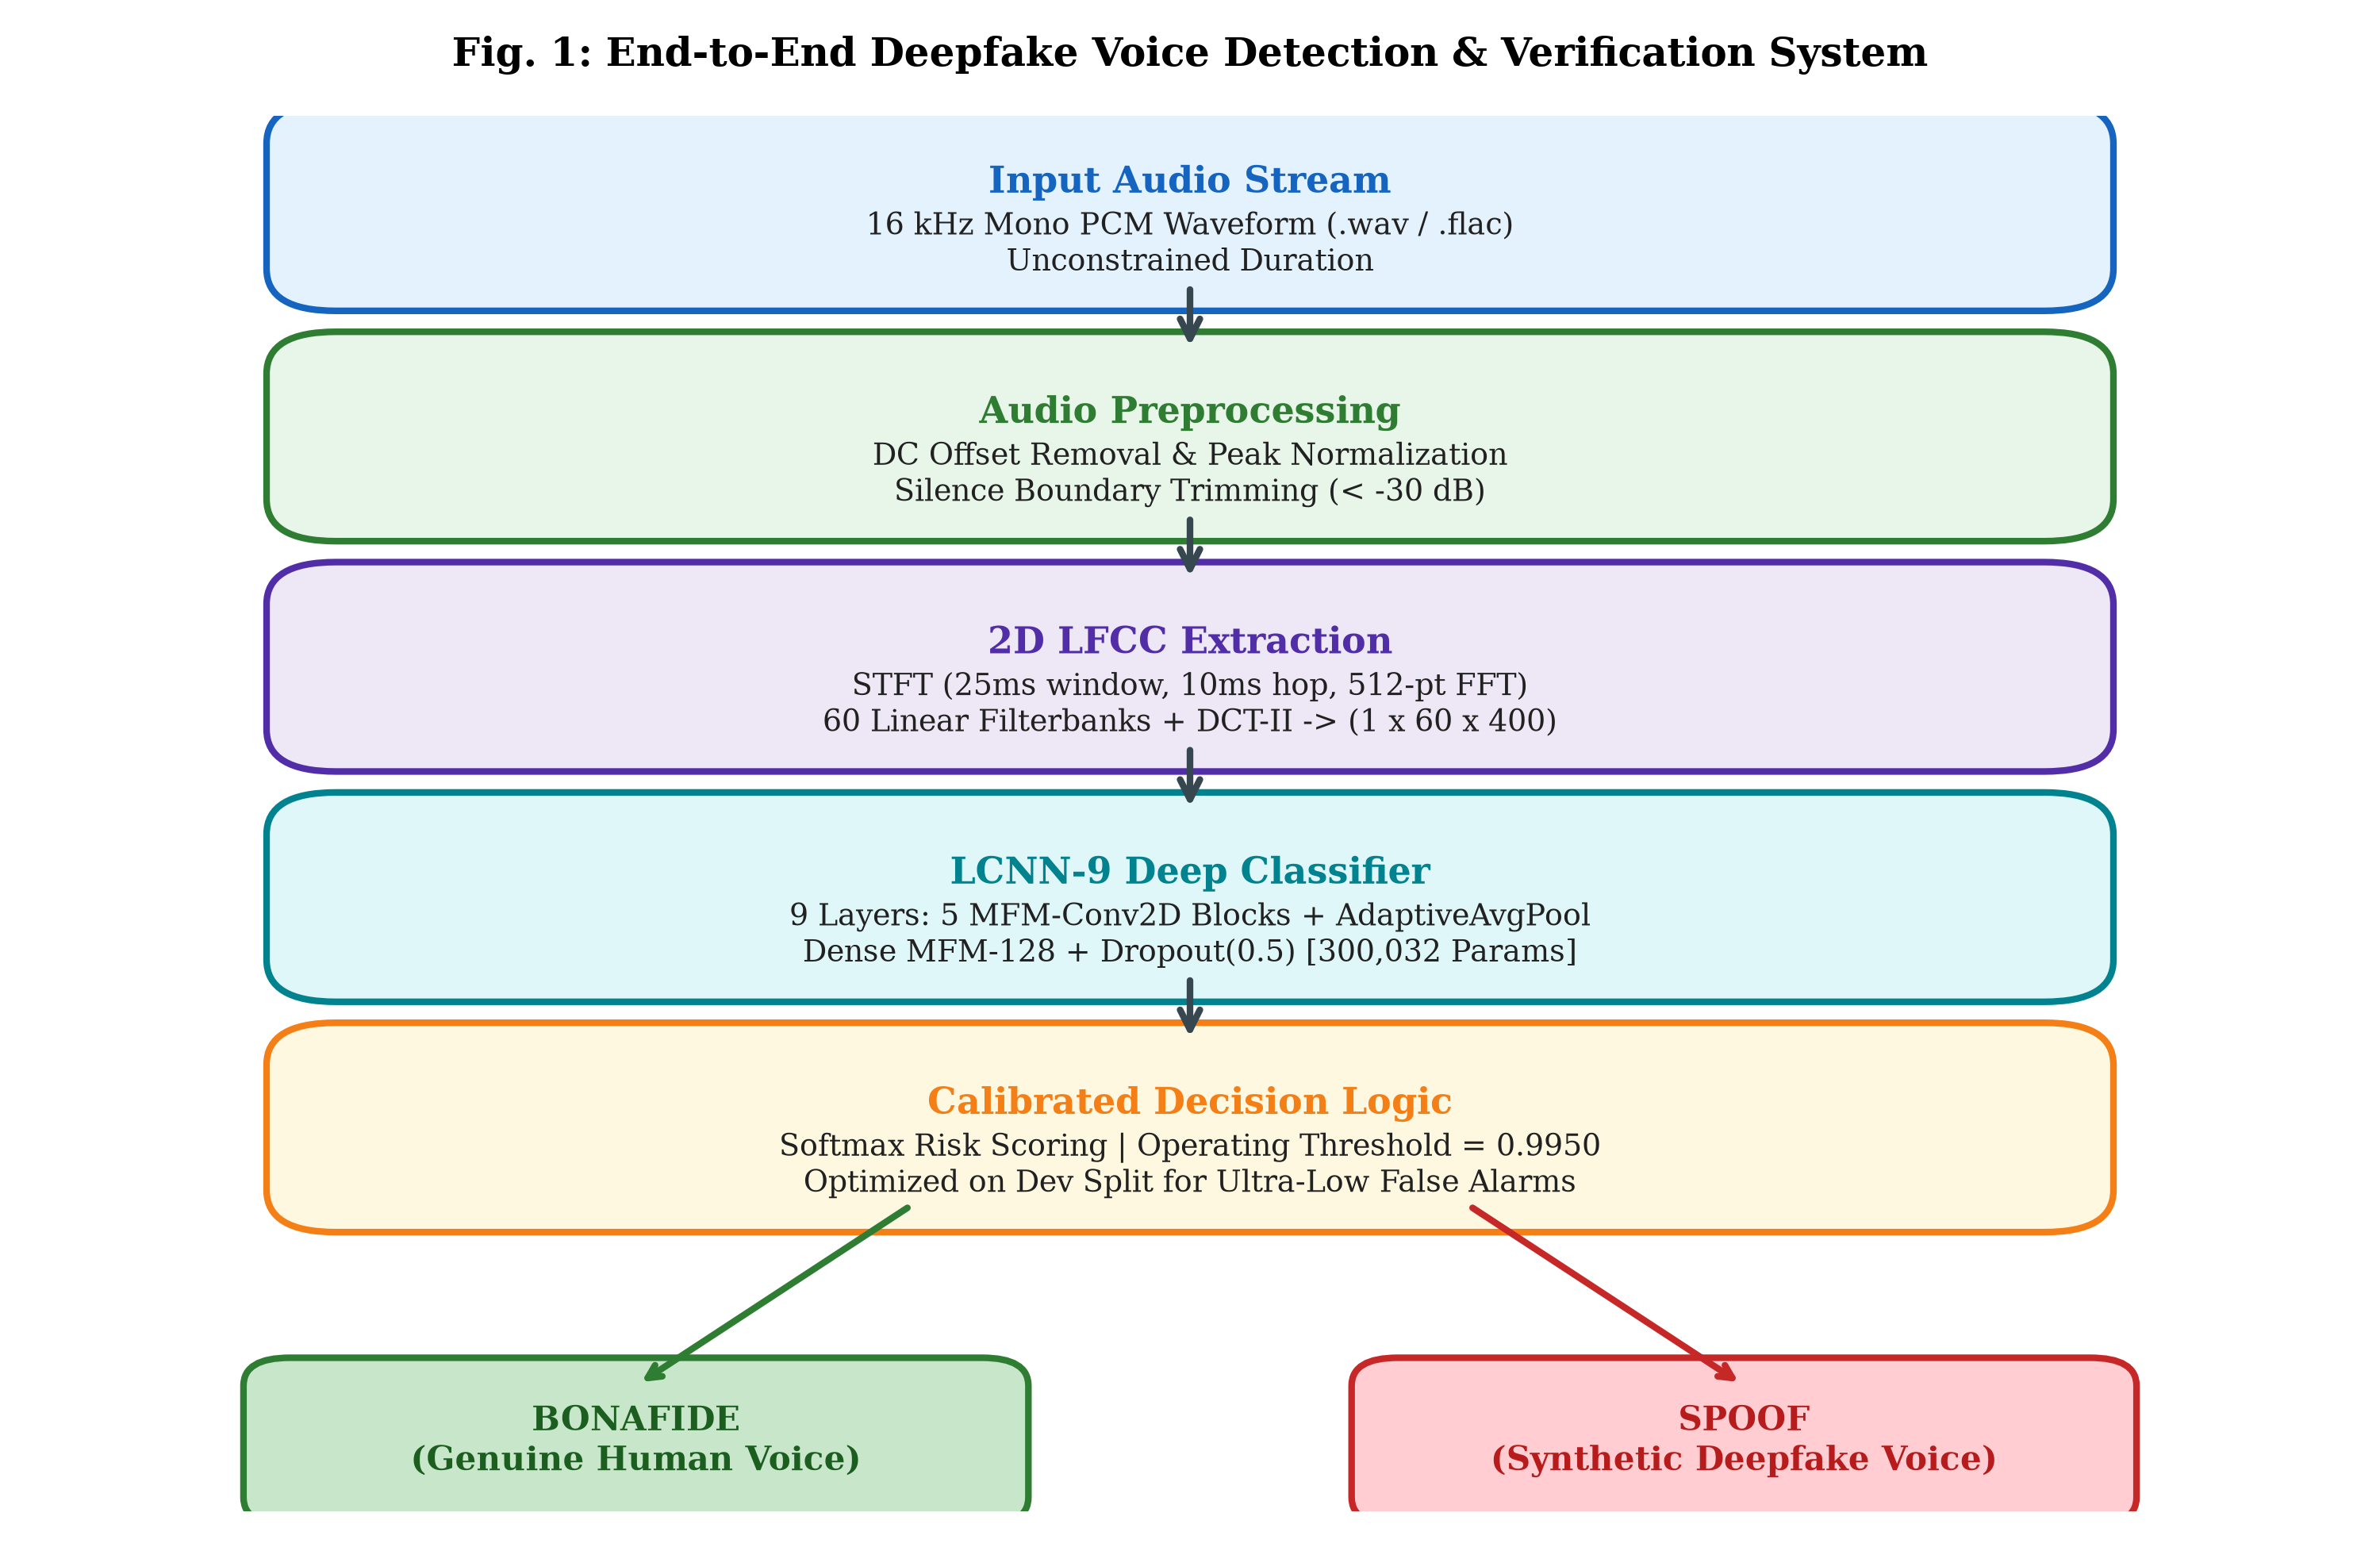 Fig. 1: End-to-End Deepfake Voice Detection & Verification System
Input Audio Stream
16 kHz Mono PCM Waveform (.wav / .flac)
Unconstrained Duration
Audio Preprocessing
DC Offset Removal & Peak Normalization
Silence Boundary Trimming (< -30 dB)
2D LFCC Extraction
STFT (25ms window, 10ms hop, 512-pt FFT)
60 Linear Filterbanks + DCT-II -> (1 x 60 x 400)
LCNN-9 Deep Classifier
9 Layers: 5 MFM-Conv2D Blocks + AdaptiveAvgPool
Dense MFM-128 + Dropout(0.5) [300,032 Params]
Calibrated Decision Logic
Softmax Risk Scoring | Operating Threshold = 0.9950
Optimized on Dev Split for Ultra-Low False Alarms
BONAFIDE
(Genuine Human Voice)
SPOOF
(Synthetic Deepfake Voice)